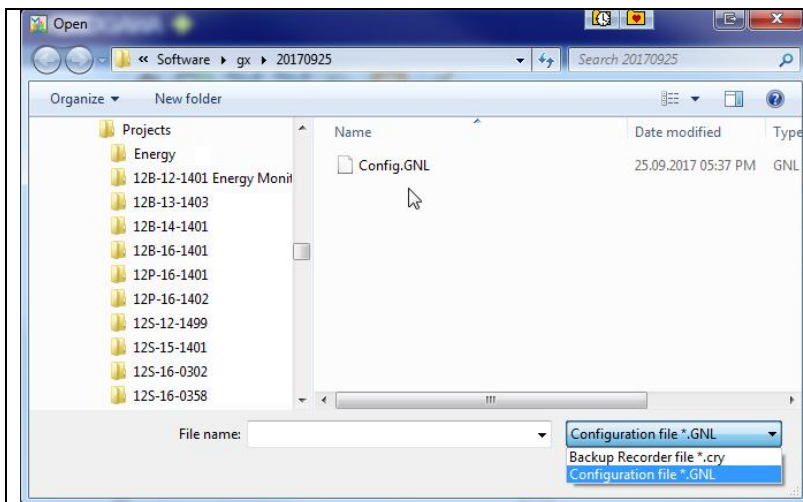 Open
« Software ▸ gx ▸ 20170925
Search 20170925
Organize
New folder
Name
Date modified
Type
Projects
Energy
12B-12-1401 Energy Monit
12B-13-1403
12B-14-1401
12B-16-1401
12P-16-1401
12P-16-1402
12S-12-1499
12S-15-1401
12S-16-0302
12S-16-0358
Config.GNL
25.09.2017 05:37 PM
GNL
File name:
Configuration file *.GNL
Backup Recorder file *.cry
Configuration file *.GNL